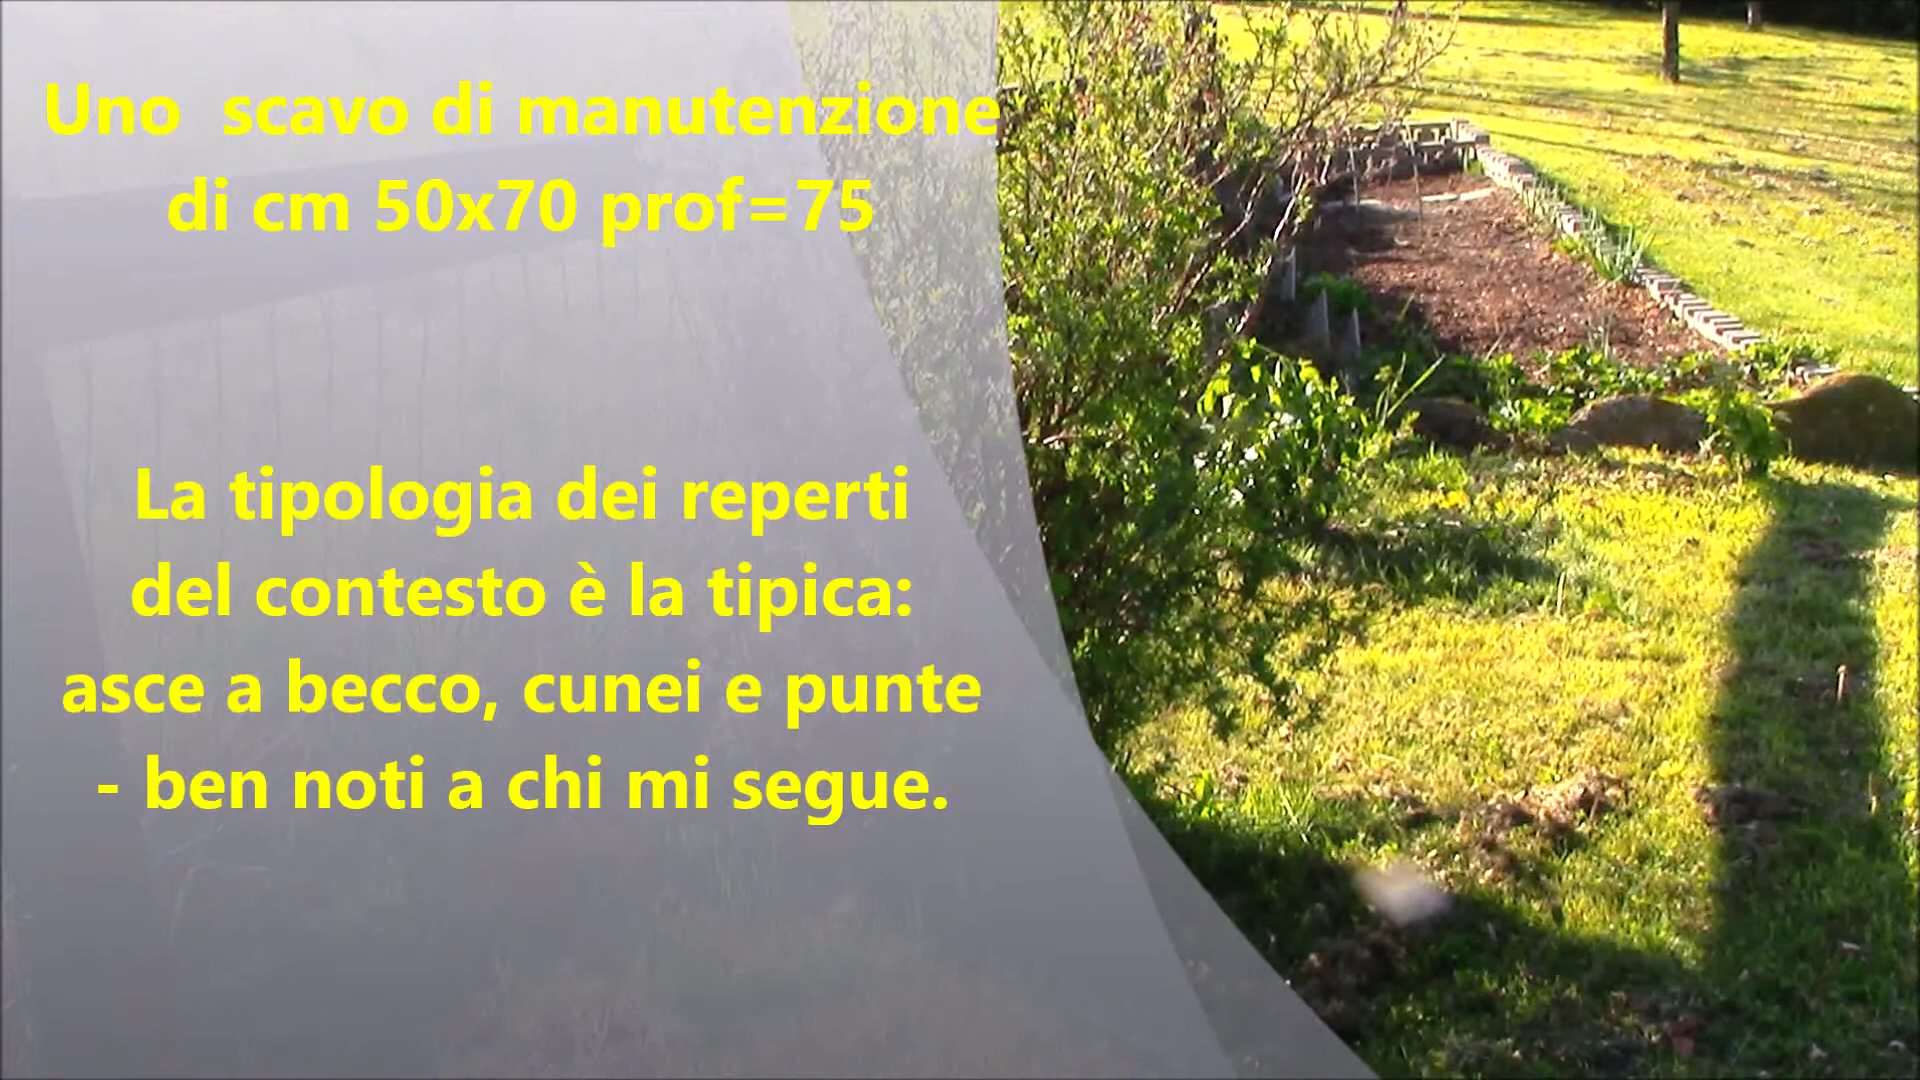 Uno  scavo di manutenzione
di cm 50x70 prof=75
La tipologia dei reperti
del contesto è la tipica:
asce a becco, cunei e punte
- ben noti a chi mi segue.